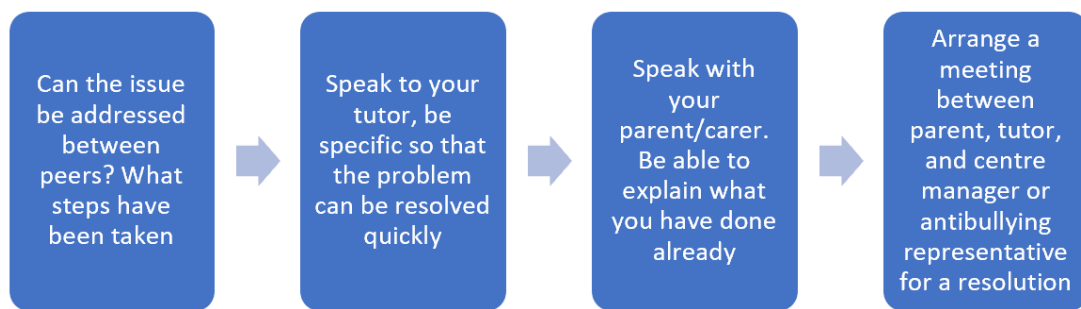 Can the issue
be addressed
between
peers? What
steps have
been taken
Speak to your
tutor, be
specific so that
the problem
can be resolved
quickly
Speak with
your
parent/carer.
Be able to
explain what
you have done
already
Arrange a
meeting
between
parent, tutor,
and centre
manager or
antibullying
representative
for a resolution